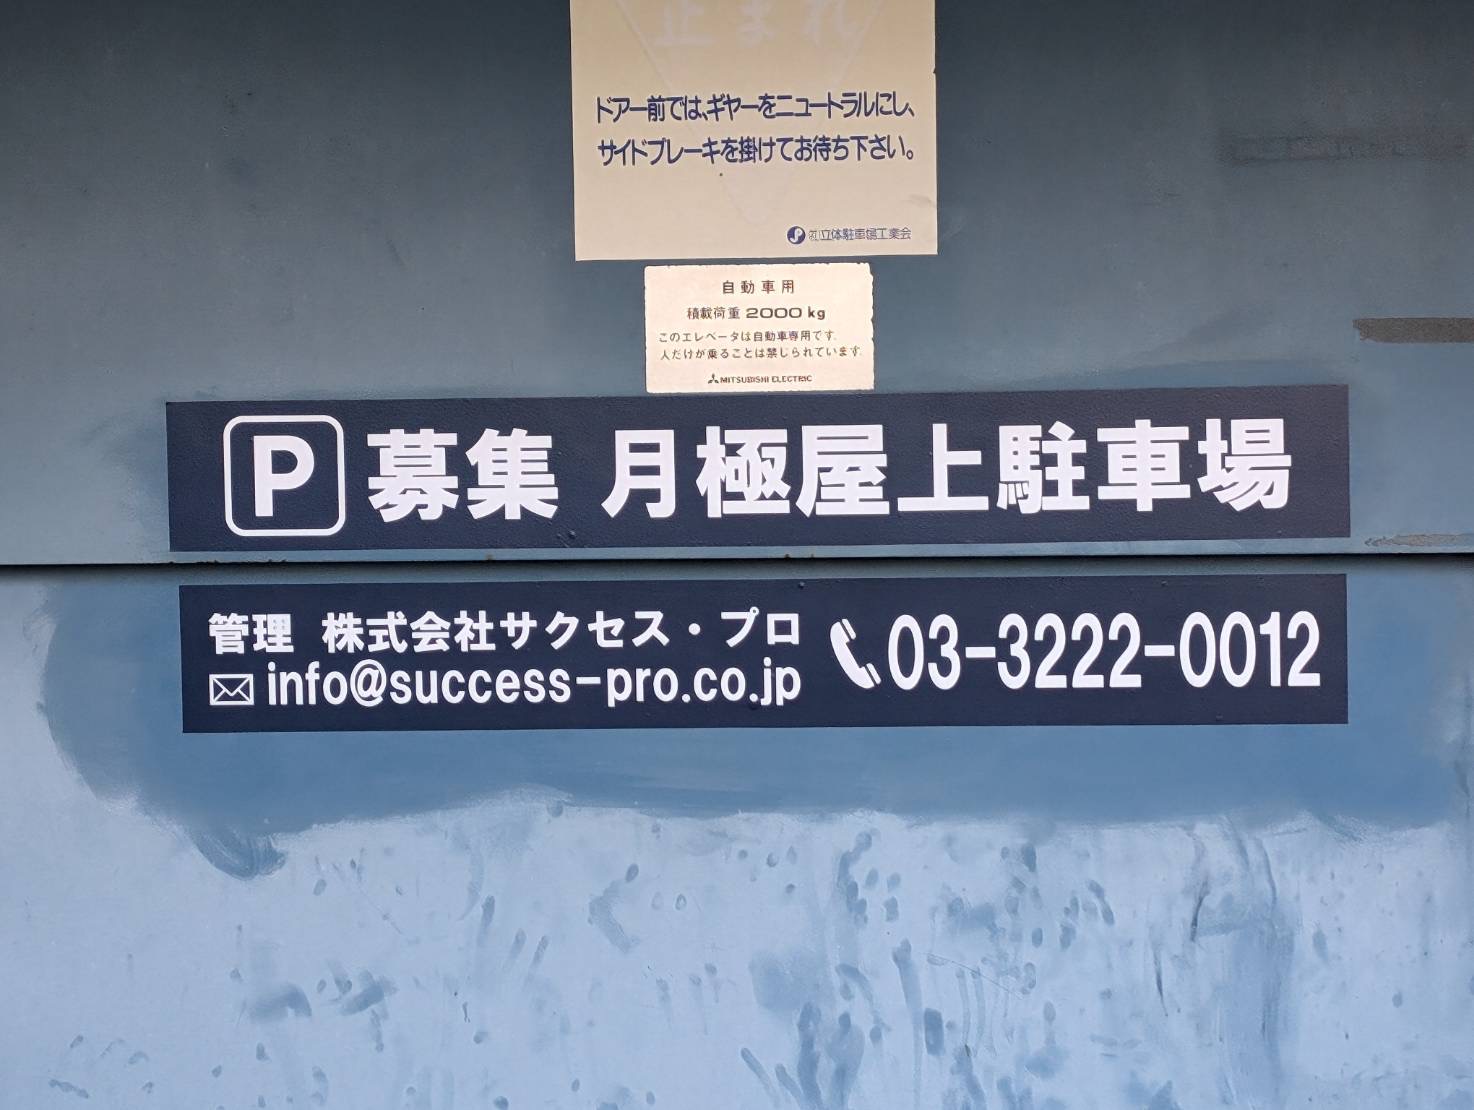 止まれ
ドアー前では、ギヤーをニュートラルにし、
サイドブレーキを掛けてお待ち下さい。
(社)立体駐車場工業会
自動車用
積載荷重 2000 kg
このエレベータは自動車専用です.
人だけが乗ることは禁じられています.
MITSUBISHI ELECTRIC
P 募集 月極屋上駐車場
管理 株式会社サクセス・プロ
info@success-pro.co.jp
03-3222-0012